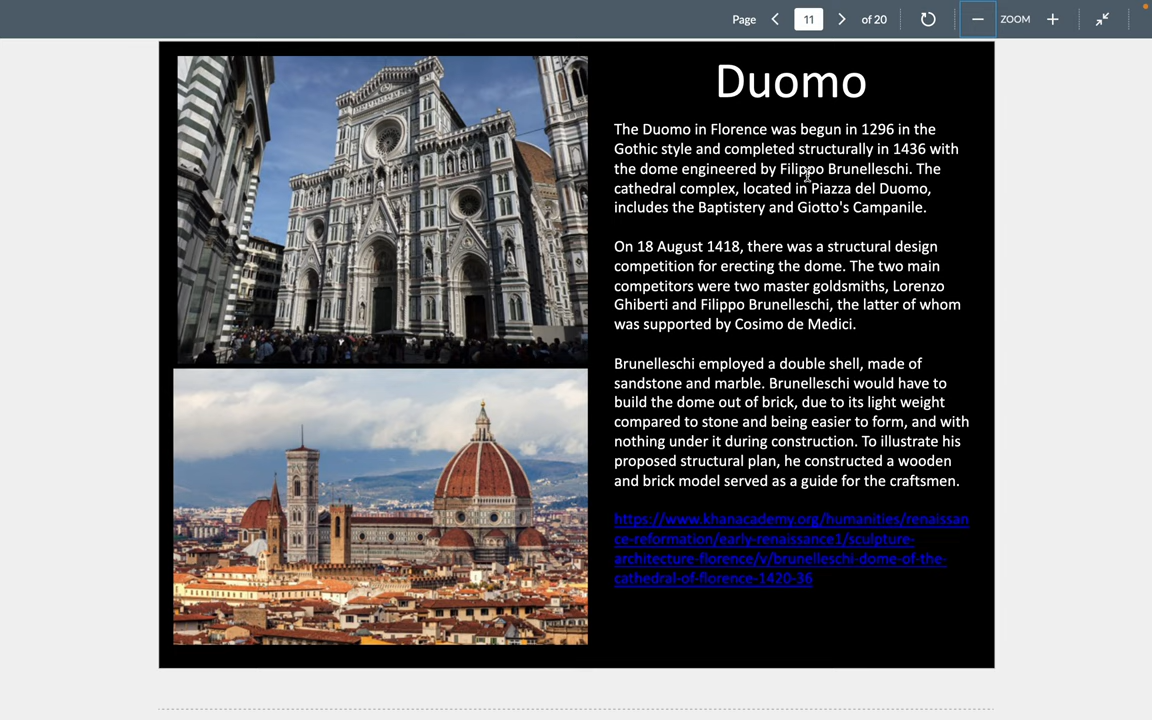 Page 11 of 20 ZOOM
Duomo
The Duomo in Florence was begun in 1296 in the
Gothic style and completed structurally in 1436 with
the dome engineered by Filippo Brunelleschi. The
cathedral complex, located in Piazza del Duomo,
includes the Baptistery and Giotto's Campanile.
On 18 August 1418, there was a structural design
competition for erecting the dome. The two main
competitors were two master goldsmiths, Lorenzo
Ghiberti and Filippo Brunelleschi, the latter of whom
was supported by Cosimo de Medici.
Brunelleschi employed a double shell, made of
sandstone and marble. Brunelleschi would have to
build the dome out of brick, due to its light weight
compared to stone and being easier to form, and with
nothing under it during construction. To illustrate his
proposed structural plan, he constructed a wooden
and brick model served as a guide for the craftsmen.
https://www.khanacademy.org/humanities/renaissan
ce-reformation/early-renaissance1/sculpture-
architecture-florence/v/brunelleschi-dome-of-the-
cathedral-of-florence-1420-36